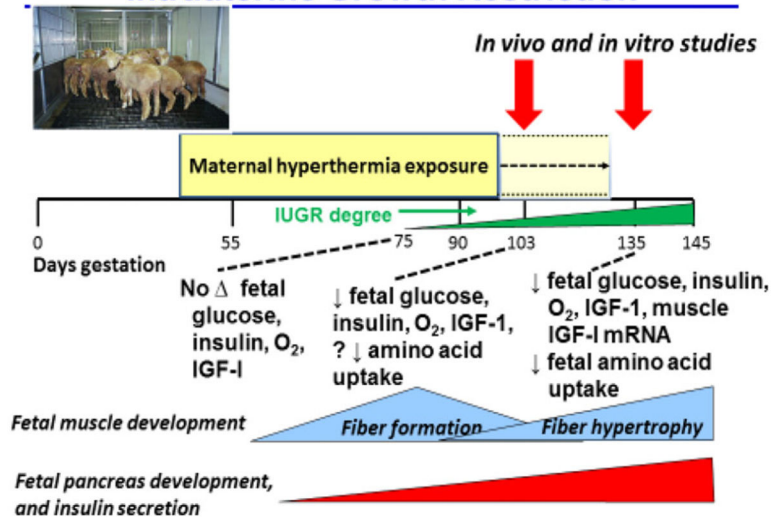 In vivo and in vitro studies
Maternal hyperthermia exposure
IUGR degree
0 55 75 90 103 135 145
Days gestation
No Δ fetal
glucose,
insulin, O₂,
IGF-I
↓ fetal glucose,
insulin, O₂, IGF-1,
? ↓ amino acid
uptake
↓ fetal glucose, insulin,
O₂, IGF-1, muscle
IGF-I mRNA
↓ fetal amino acid
uptake
Fetal muscle development
Fiber formation
Fiber hypertrophy
Fetal pancreas development,
and insulin secretion